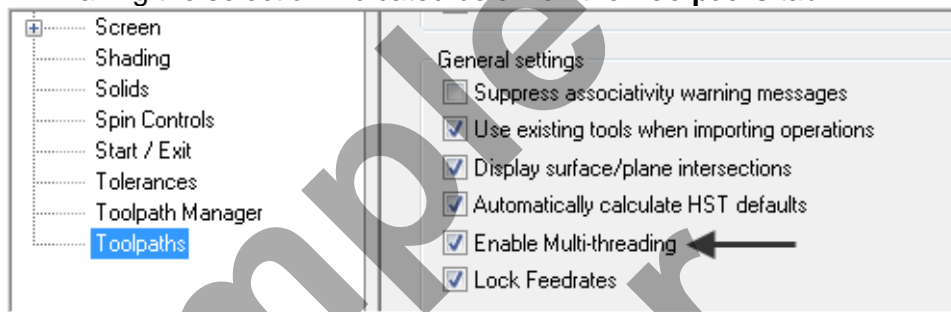 Screen
Shading
Solids
Spin Controls
Start / Exit
Tolerances
Toolpath Manager
Toolpaths
General settings
Suppress associativity warning messages
Use existing tools when importing operations
Display surface/plane intersections
Automatically calculate HST defaults
Enable Multi-threading
Lock Feedrates